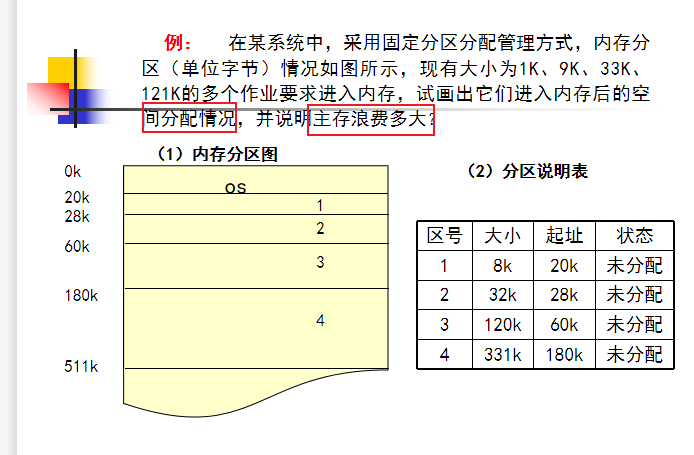 例： 在某系统中，采用固定分区分配管理方式，内存分
区（单位字节）情况如图所示，现有大小为1K、9K、33K、
121K的多个作业要求进入内存，试画出它们进入内存后的空
间分配情况，并说明主存浪费多大？
（1）内存分区图
0k
OS
20k
1
28k
2
60k
3
180k
4
511k
（2）分区说明表
区号 大小 起址 状态
1 8k 20k 未分配
2 32k 28k 未分配
3 120k 60k 未分配
4 331k 180k 未分配